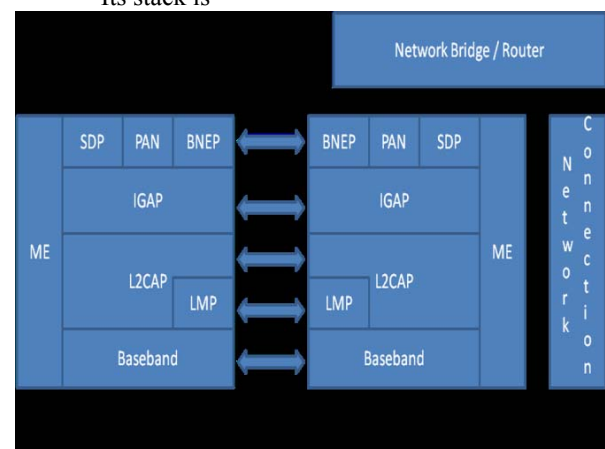 Its stack is
Network Bridge / Router
ME
SDP PAN BNEP
IGAP
L2CAP
LMP
Baseband
BNEP PAN SDP
IGAP
L2CAP
LMP
Baseband
ME
Network
Connection